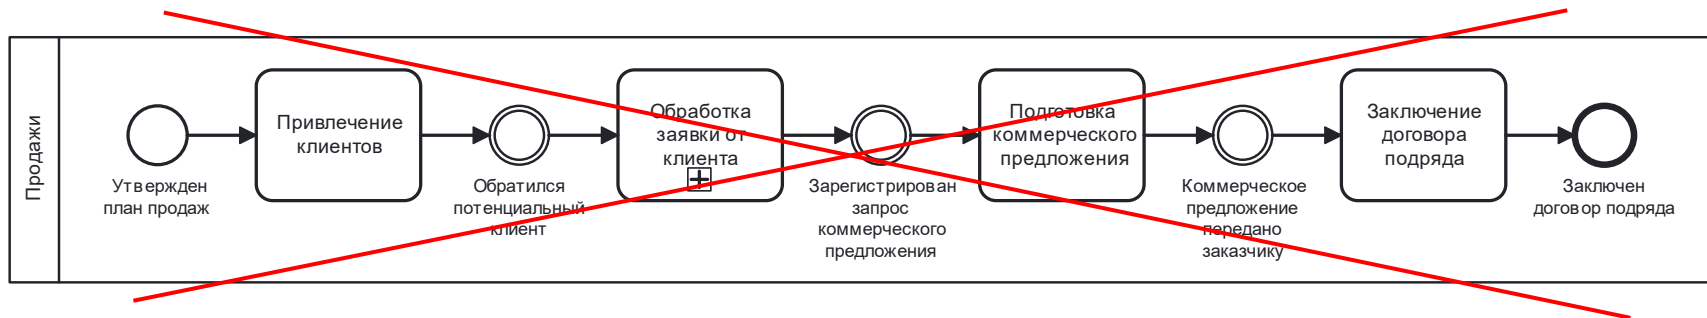 Продажи
Утвержден
план продаж
Привлечение
клиентов
Обратился
потенциальный
клиент
Обработка
заявки от
клиента
Зарегистрирован
запрос
коммерческого
предложения
Подготовка
коммерческого
предложения
Коммерческое
предложение
передано
заказчику
Заключение
договора
подряда
Заключен
договор подряда